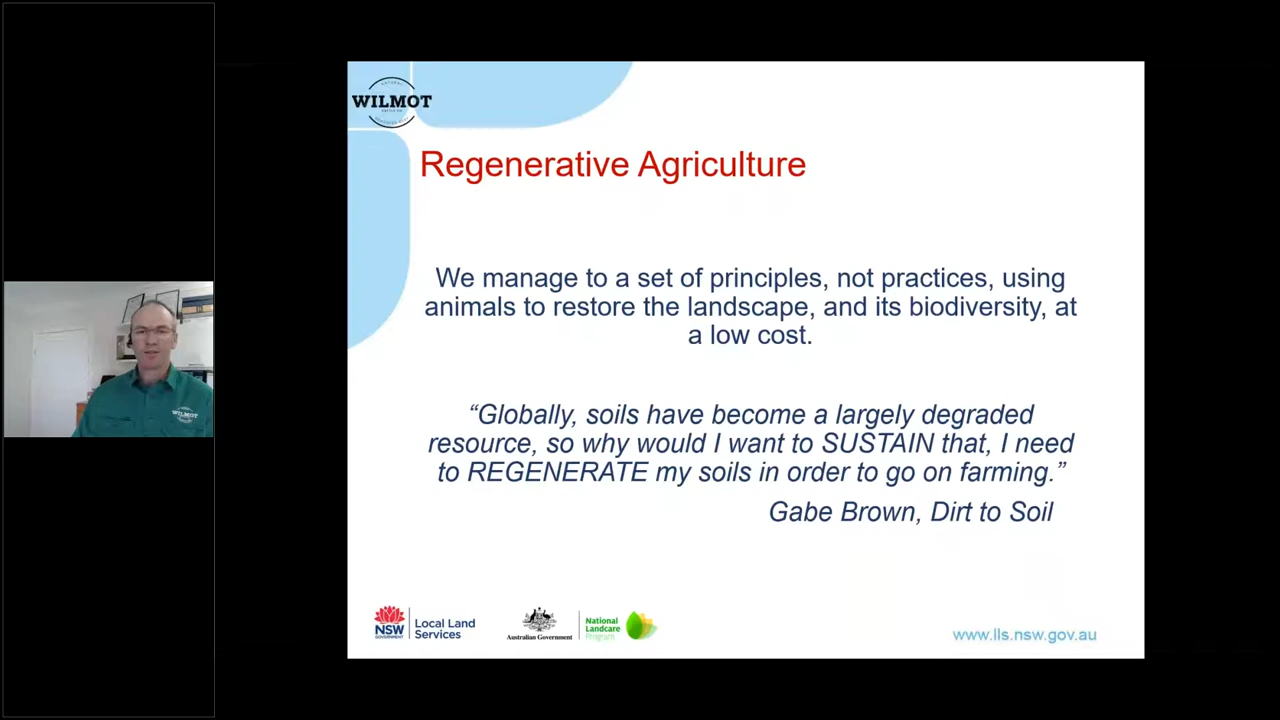 WILMOT
Regenerative Agriculture
We manage to a set of principles, not practices, using
animals to restore the landscape, and its biodiversity, at
a low cost.
“Globally, soils have become a largely degraded
resource, so why would I want to SUSTAIN that, I need
to REGENERATE my soils in order to go on farming.”
Gabe Brown, Dirt to Soil
WILMOT
NSW
GOVERNMENT
Local Land
Services
Australian Government
National
Landcare
Program
www.lls.nsw.gov.au